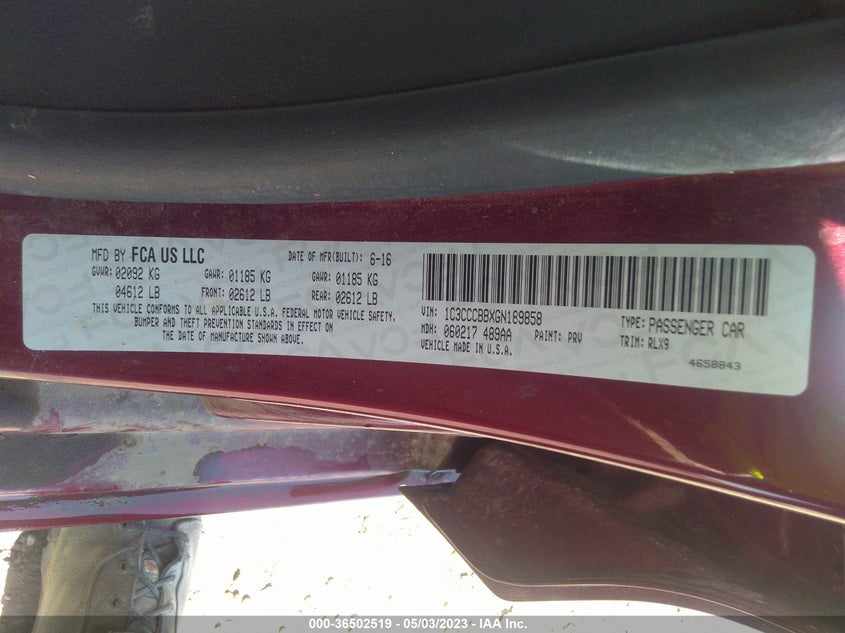 MFD BY FCA US LLC DATE OF MFR(BUILT): 6-16
GVWR: 02092 KG GAWR: 01185 KG GAWR: 01185 KG
04612 LB FRONT: 02612 LB REAR: 02612 LB
THIS VEHICLE CONFORMS TO ALL APPLICABLE U.S.A. FEDERAL MOTOR VEHICLE SAFETY,
BUMPER AND THEFT PREVENTION STANDARDS IN EFFECT ON
THE DATE OF MANUFACTURE SHOWN ABOVE.
VIN: 1C3CCCBBXGN189858 TYPE: PASSENGER CAR
MDH: 060217 489AA PAINT: PRV TRIM: RLX9
VEHICLE MADE IN U.S.A.
4658843
000-36502519 - 05/03/2023 - IAA Inc.